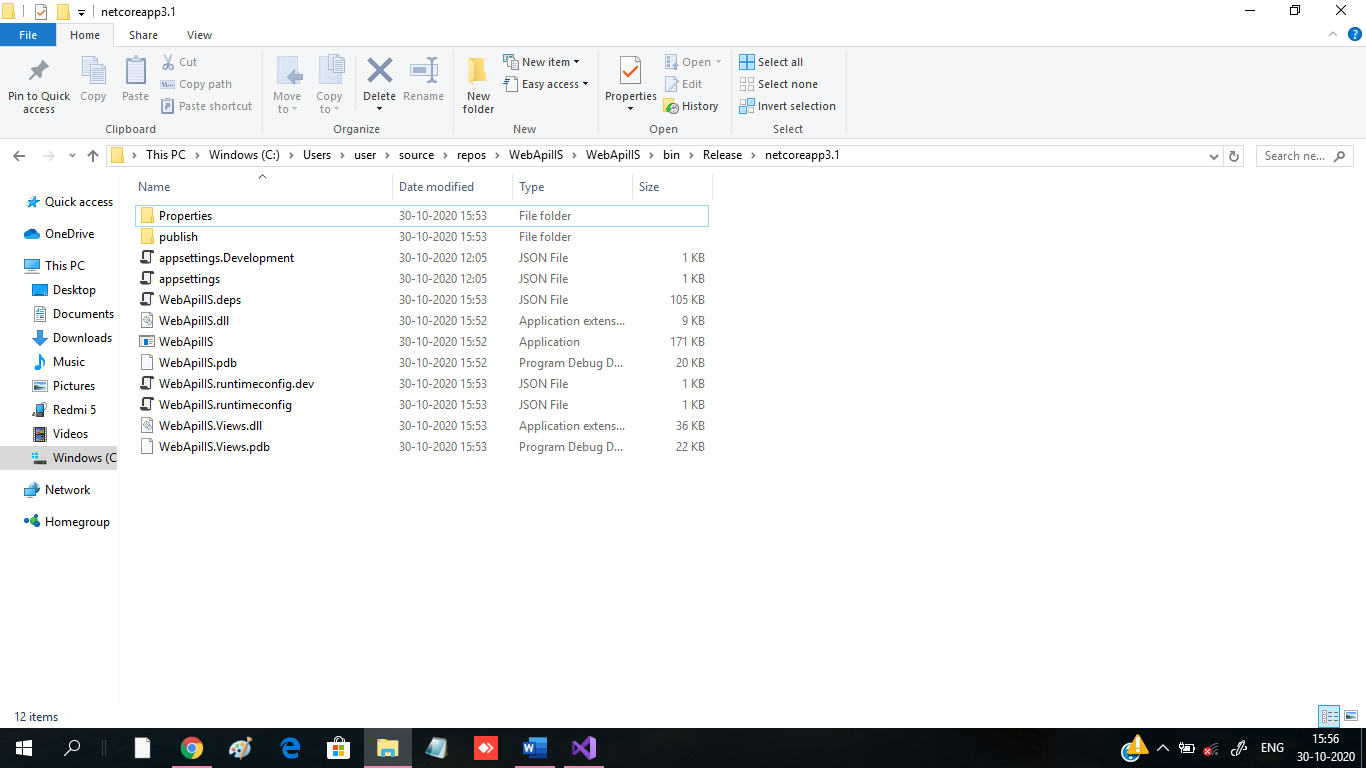 netcoreapp3.1
File Home Share View
Pin to Quick access
Copy
Paste
Cut
Copy path
Paste shortcut
Clipboard
Move to
Copy to
Delete
Rename
Organize
New folder
New item
Easy access
New
Properties
Open
Edit
History
Open
Select all
Select none
Invert selection
Select
This PC Windows (C:) Users user source repos WebApiIIS WebApiIIS bin Release netcoreapp3.1
Search ne...
Quick access
OneDrive
This PC
Desktop
Documents
Downloads
Music
Pictures
Redmi 5
Videos
Windows (C
Network
Homegroup
Name Date modified Type Size
Properties 30-10-2020 15:53 File folder
publish 30-10-2020 15:53 File folder
appsettings.Development 30-10-2020 12:05 JSON File 1 KB
appsettings 30-10-2020 12:05 JSON File 1 KB
WebApiIIS.deps 30-10-2020 15:53 JSON File 105 KB
WebApiIIS.dll 30-10-2020 15:52 Application extens... 9 KB
WebApiIIS 30-10-2020 15:52 Application 171 KB
WebApiIIS.pdb 30-10-2020 15:52 Program Debug D... 20 KB
WebApiIIS.runtimeconfig.dev 30-10-2020 15:53 JSON File 1 KB
WebApiIIS.runtimeconfig 30-10-2020 15:53 JSON File 1 KB
WebApiIIS.Views.dll 30-10-2020 15:53 Application extens... 36 KB
WebApiIIS.Views.pdb 30-10-2020 15:53 Program Debug D... 22 KB
12 items
ENG
15:56
30-10-2020